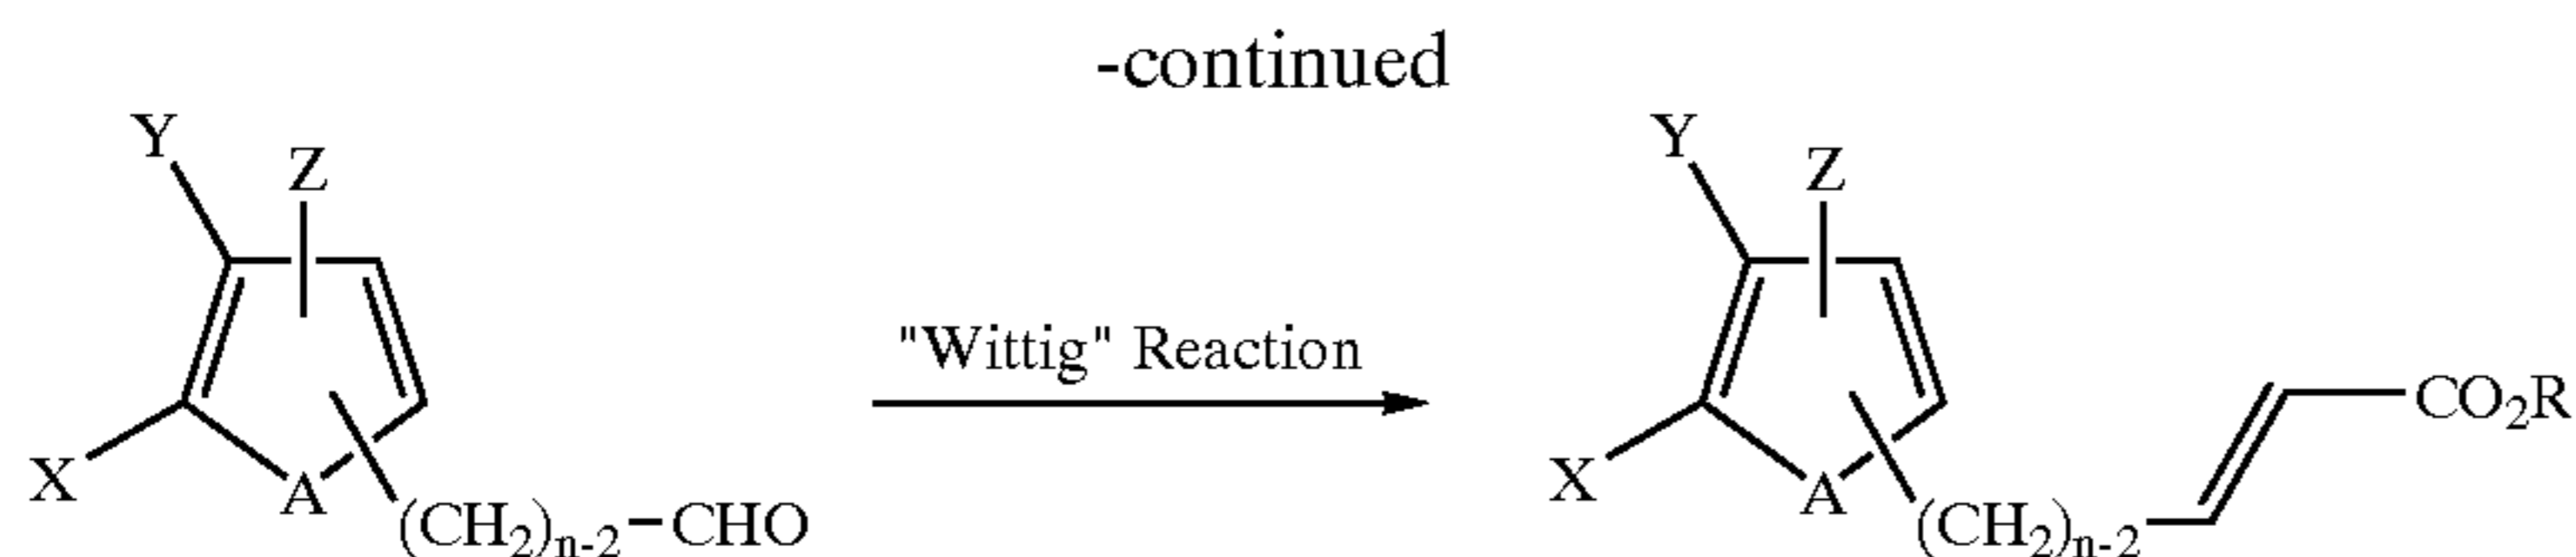 -continued
Y
Z
X
A
(CH2)n-2–CHO
"Wittig" Reaction
Y
Z
X
A
(CH2)n-2
CO2R